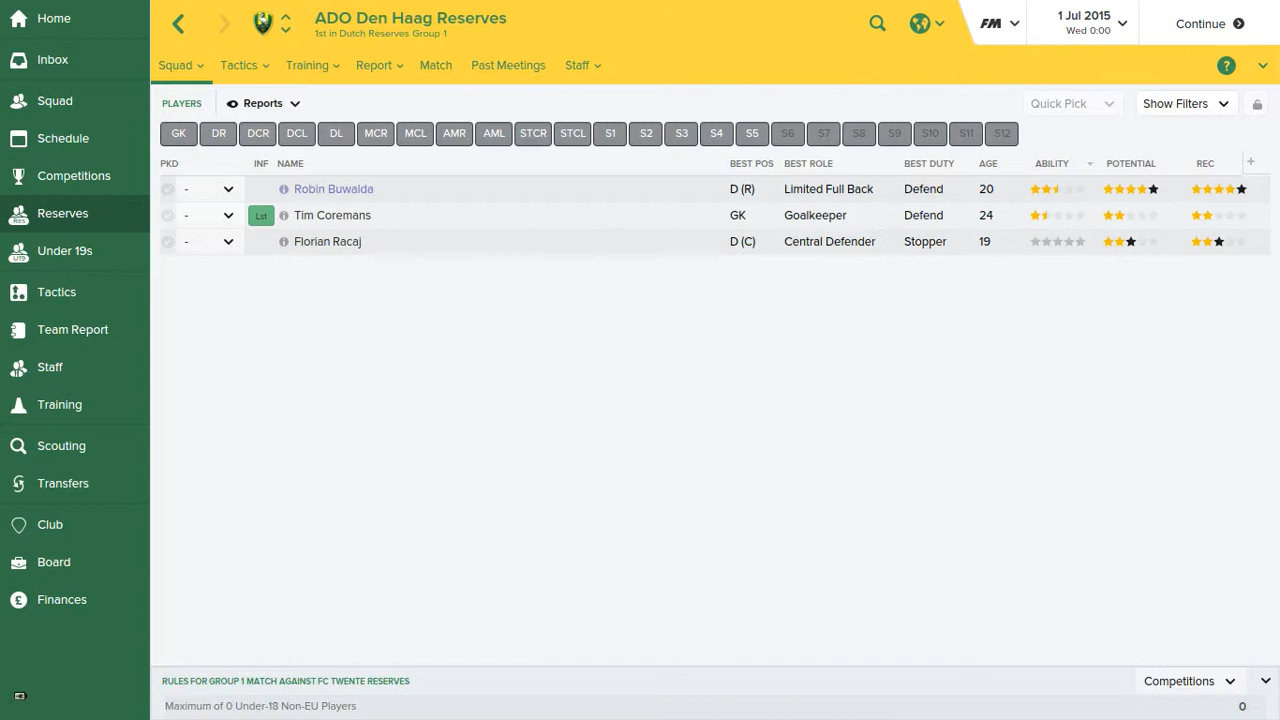 Home
Inbox
Squad
Schedule
Competitions
Reserves
Under 19s
Tactics
Team Report
Staff
Training
Scouting
Transfers
Club
Board
Finances
ADO Den Haag Reserves
1st in Dutch Reserves Group 1
FM
1 Jul 2015
Wed 0:00
Continue
Squad Tactics Training Report Match Past Meetings Staff
?
PLAYERS Reports Quick Pick Show Filters
GK DR DCR DCL DL MCR MCL AMR AML STCR STCL S1 S2 S3 S4 S5 S6 S7 S8 S9 S10 S11 S12
PKD INF NAME BEST POS BEST ROLE BEST DUTY AGE ABILITY POTENTIAL REC +
- Robin Buwalda D (R) Limited Full Back Defend 20
- Lst Tim Coremans GK Goalkeeper Defend 24
- Florian Racaj D (C) Central Defender Stopper 19
RULES FOR GROUP 1 MATCH AGAINST FC TWENTE RESERVES Competitions
Maximum of 0 Under-18 Non-EU Players 0